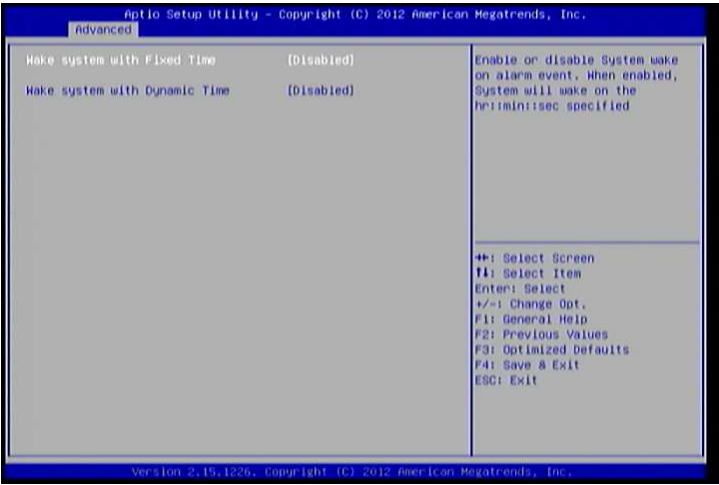 Aptio Setup Utility - Copyright (C) 2012 American Megatrends, Inc.
Advanced
Wake system with Fixed Time [Disabled]
Wake system with Dynamic Time [Disabled]
Enable or disable System wake
on alarm event. When enabled,
System will wake on the
hr::min::sec specified
→←: Select Screen
↑↓: Select Item
Enter: Select
+/-: Change Opt.
F1: General Help
F2: Previous Values
F3: Optimized Defaults
F4: Save & Exit
ESC: Exit
Version 2.15.1226. Copyright (C) 2012 American Megatrends, Inc.